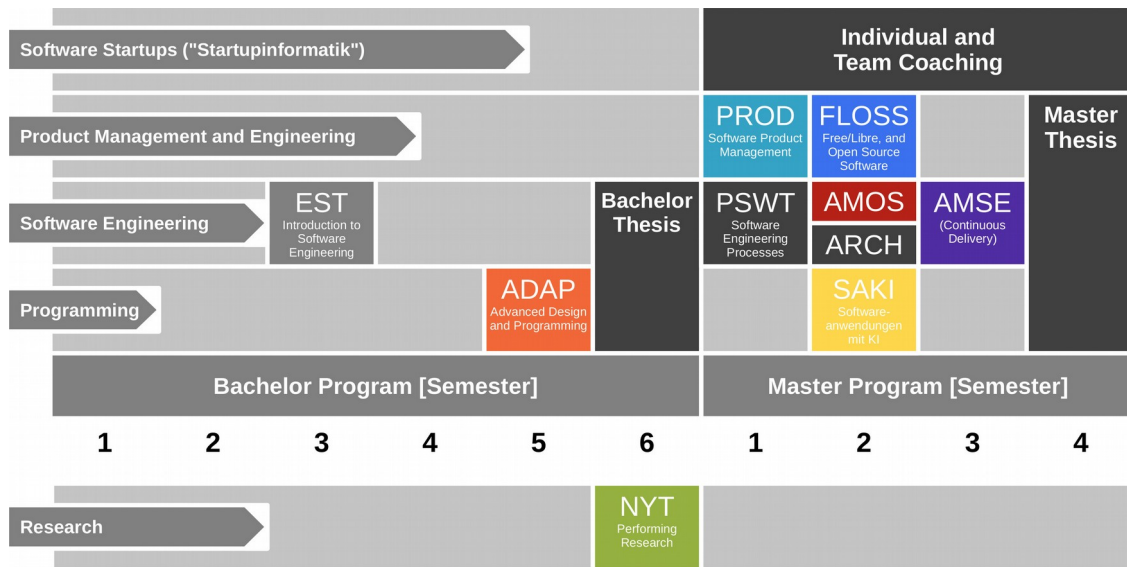 Software Startups ("Startupinformatik")
Individual and
Team Coaching
Product Management and Engineering
PROD
Software Product
Management
FLOSS
Free/Libre, and
Open Source
Software
Master
Thesis
Software Engineering
EST
Introduction to
Software
Engineering
Bachelor
Thesis
PSWT
Software
Engineering
Processes
AMOS
ARCH
AMSE
(Continuous
Delivery)
Programming
ADAP
Advanced Design
and Programming
SAKI
Software-
anwendungen
mit KI
Bachelor Program [Semester]
Master Program [Semester]
1 2 3 4 5 6 1 2 3 4
Research
NYT
Performing
Research